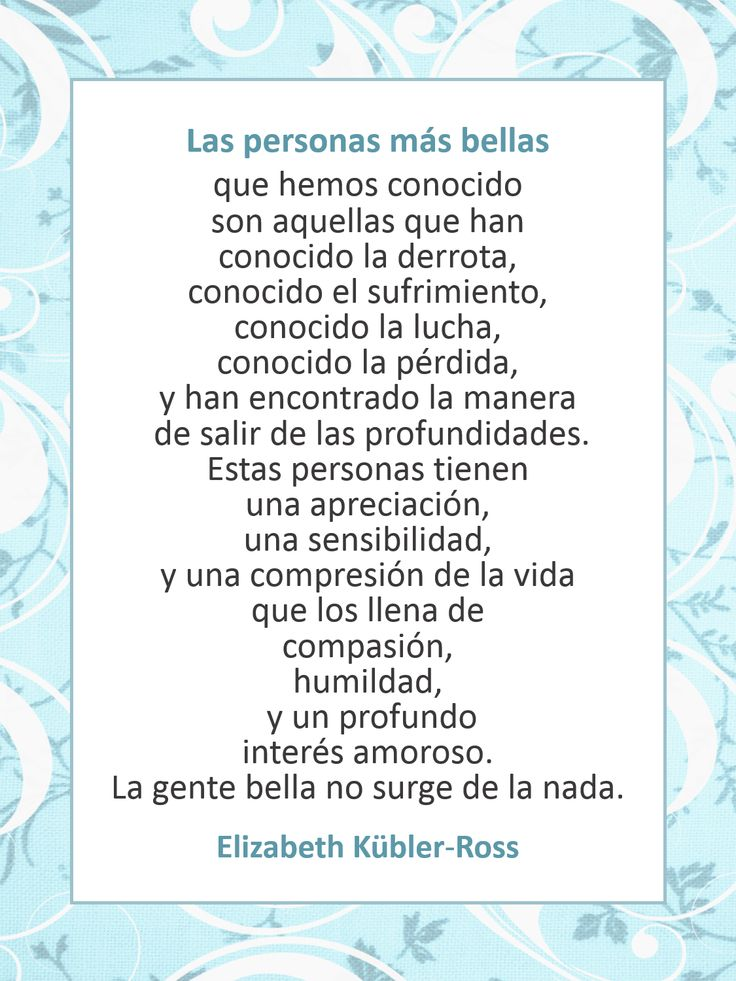 Las personas más bellas
que hemos conocido
son aquellas que han
conocido la derrota,
conocido el sufrimiento,
conocido la lucha,
conocido la pérdida,
y han encontrado la manera
de salir de las profundidades.
Estas personas tienen
una apreciación,
una sensibilidad,
y una compresión de la vida
que los llena de
compasión,
humildad,
y un profundo
interés amoroso.
La gente bella no surge de la nada.
Elizabeth Kübler-Ross